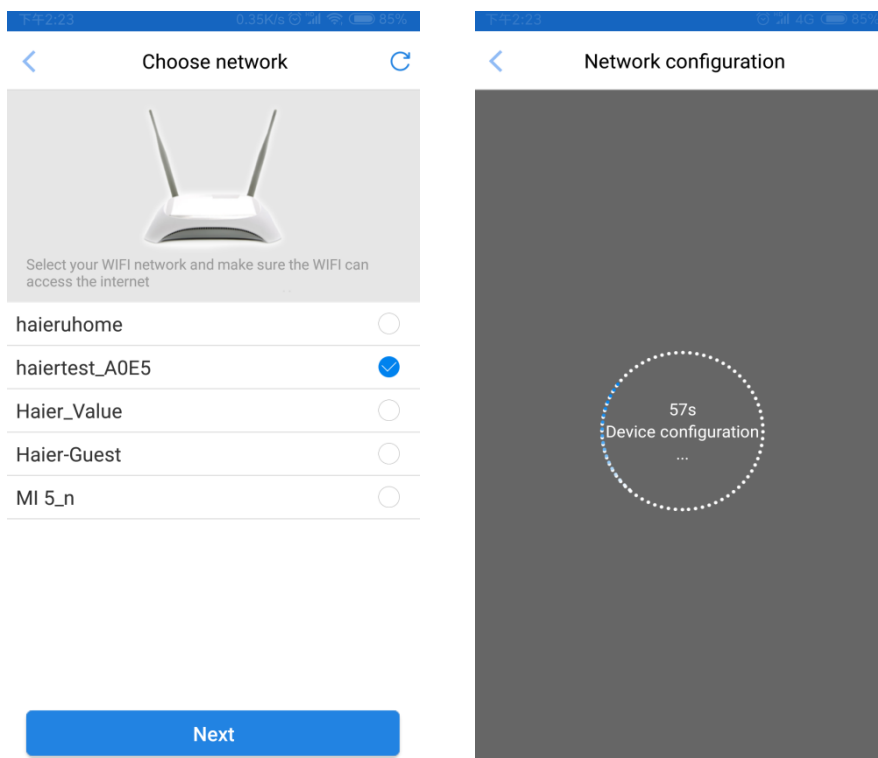 下午2:23
0.35K/s
85%
Choose network
Select your WIFI network and make sure the WIFI can
access the internet
haieruhome
haiertest_A0E5
Haier_Value
Haier-Guest
MI 5_n
Next
下午2:23
4G
85%
Network configuration
57s
Device configuration
...